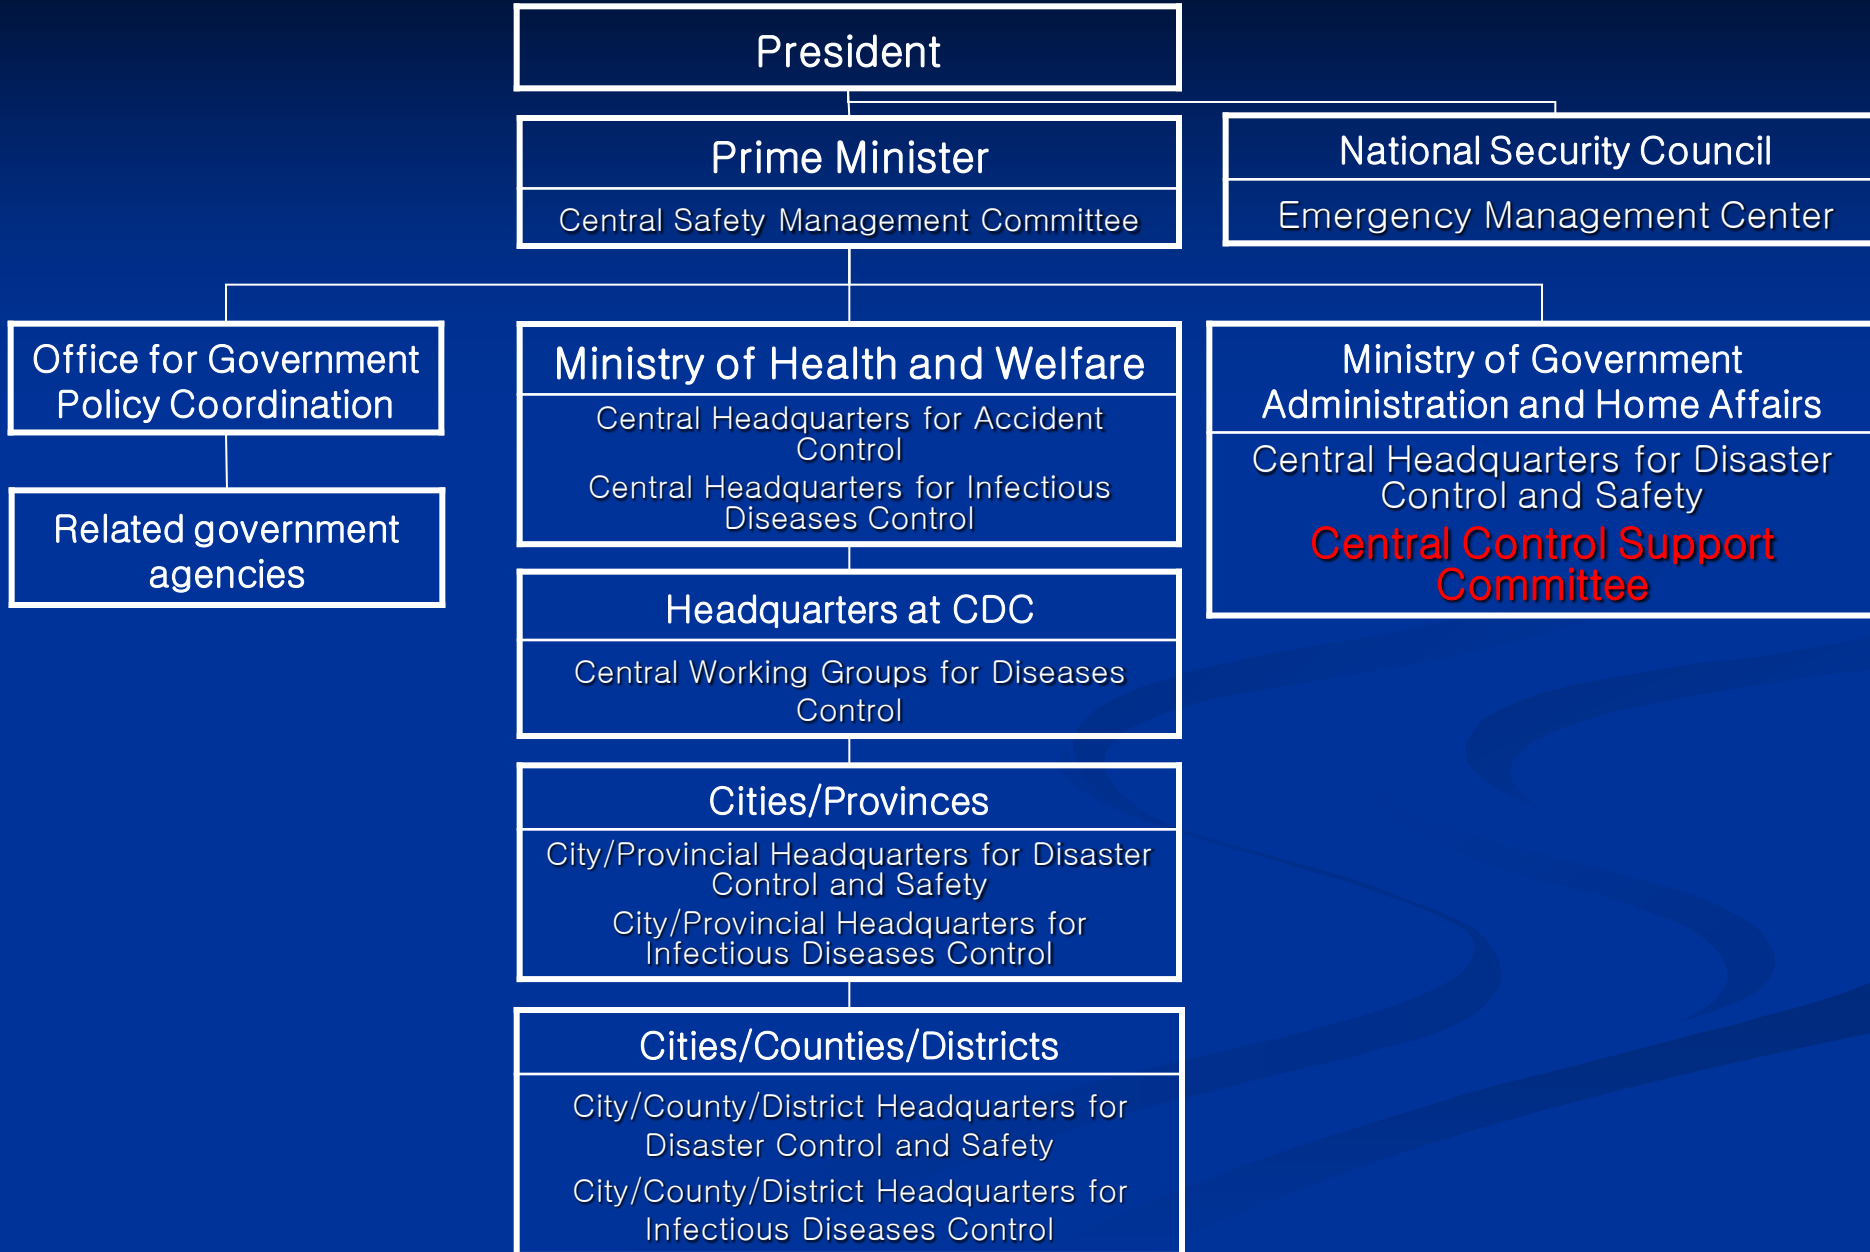 President
Prime Minister
Central Safety Management Committee
National Security Council
Emergency Management Center
Office for Government
Policy Coordination
Related government
agencies
Ministry of Health and Welfare
Central Headquarters for Accident
Control
Central Headquarters for Infectious
Diseases Control
Ministry of Government
Administration and Home Affairs
Central Headquarters for Disaster
Control and Safety
Central Control Support
Committee
Headquarters at CDC
Central Working Groups for Diseases
Control
Cities/Provinces
City/Provincial Headquarters for Disaster
Control and Safety
City/Provincial Headquarters for
Infectious Diseases Control
Cities/Counties/Districts
City/County/District Headquarters for
Disaster Control and Safety
City/County/District Headquarters for
Infectious Diseases Control